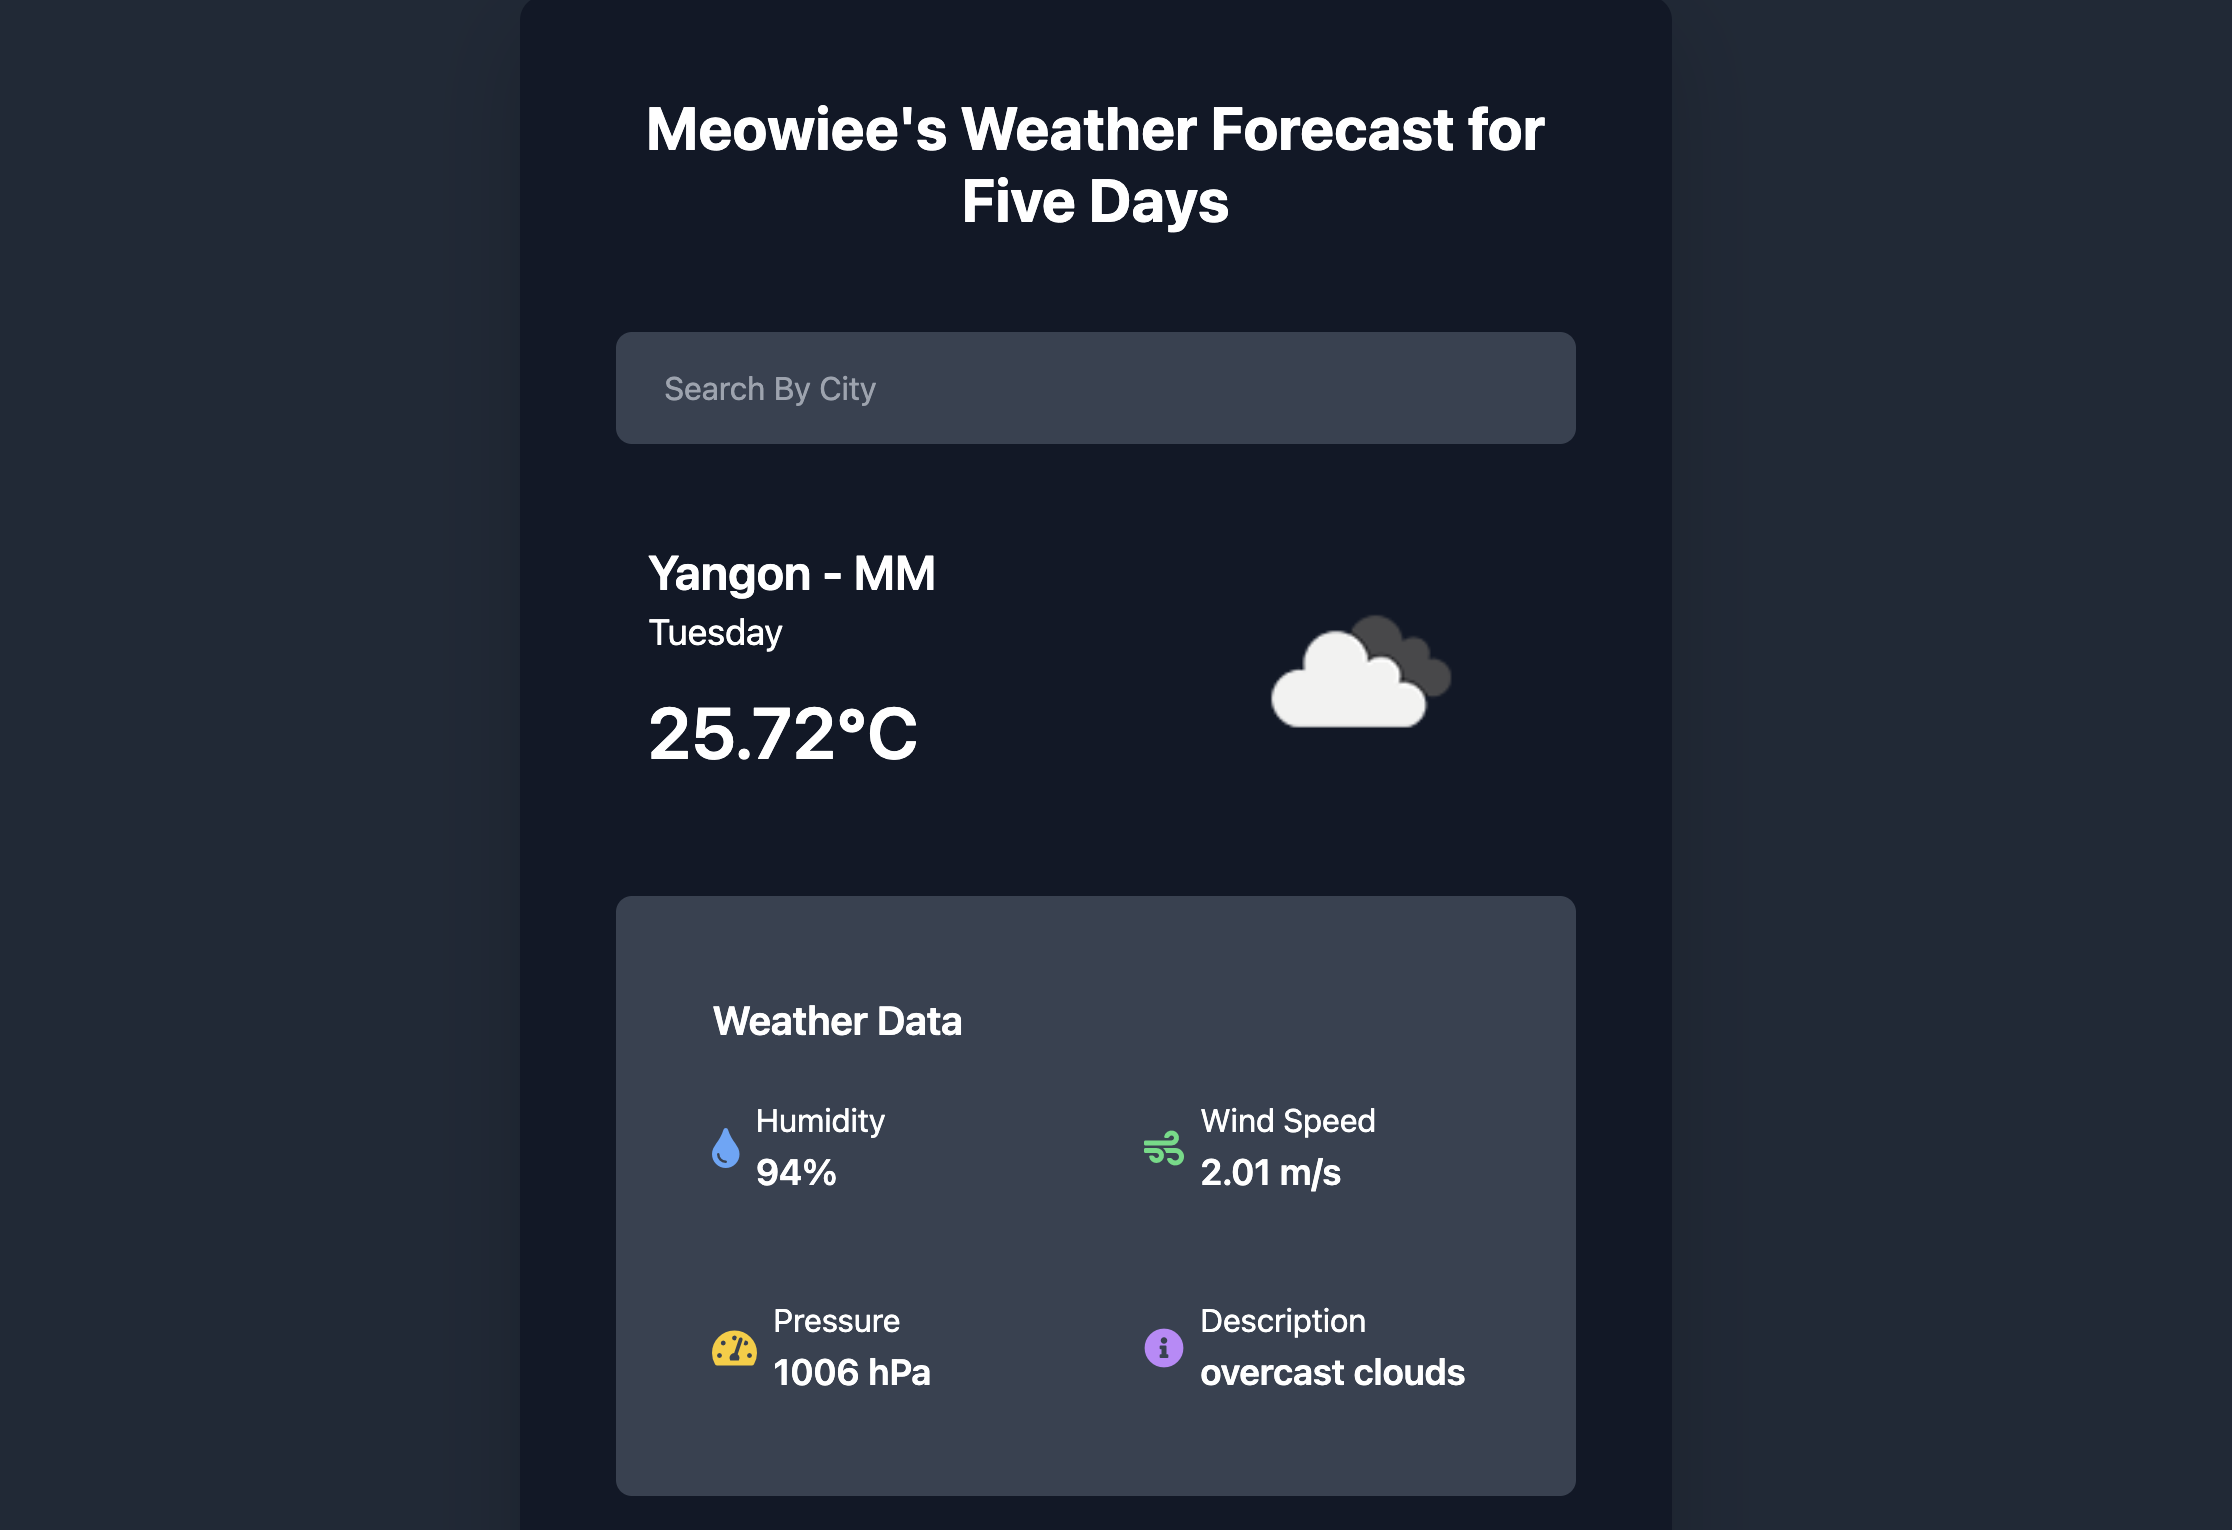 Meowiee's Weather Forecast for
Five Days
Search By City
Yangon - MM
Tuesday
25.72°C
Weather Data
Humidity
94%
Wind Speed
2.01 m/s
Pressure
1006 hPa
Description
overcast clouds